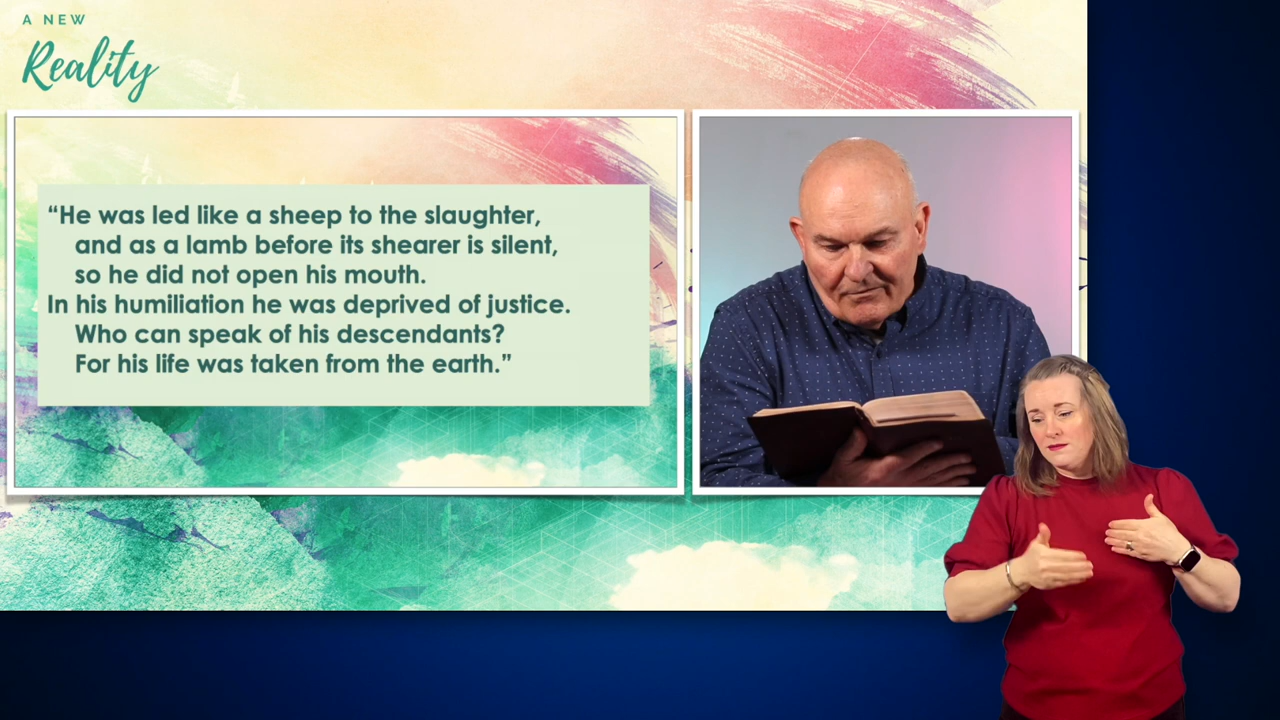 A NEW
Reality
“He was led like a sheep to the slaughter,
and as a lamb before its shearer is silent,
so he did not open his mouth.
In his humiliation he was deprived of justice.
Who can speak of his descendants?
For his life was taken from the earth.”